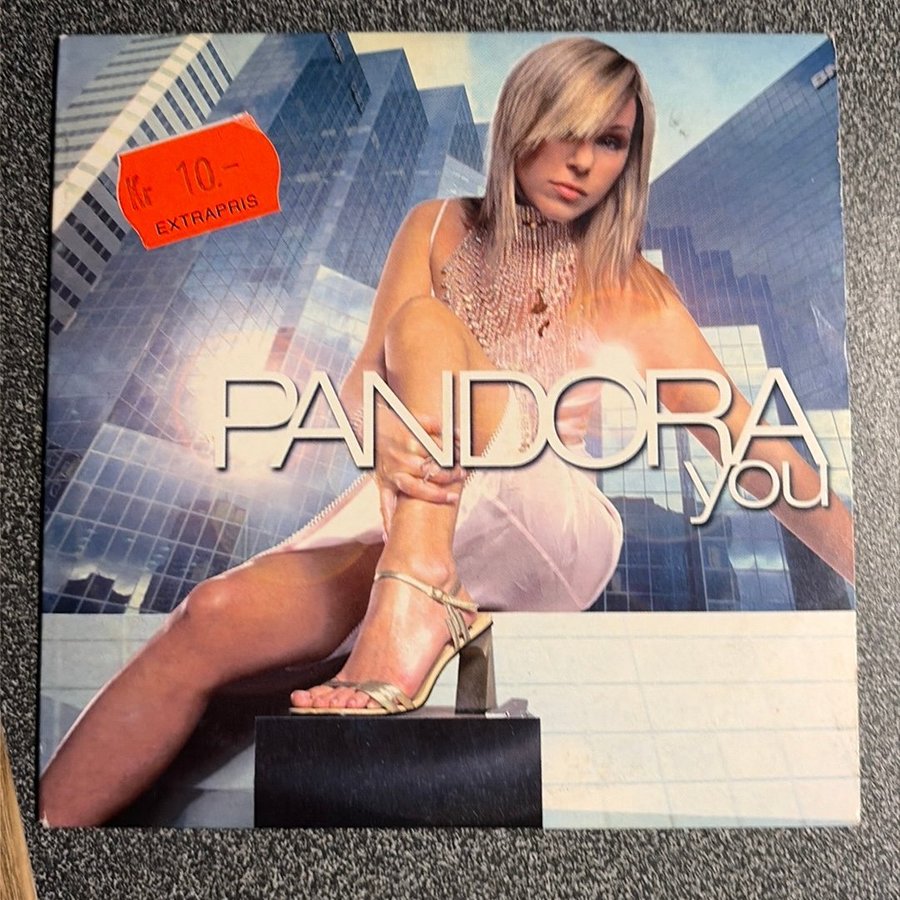 Kr 10.-
EXTRAPRIS
PANDORA
you